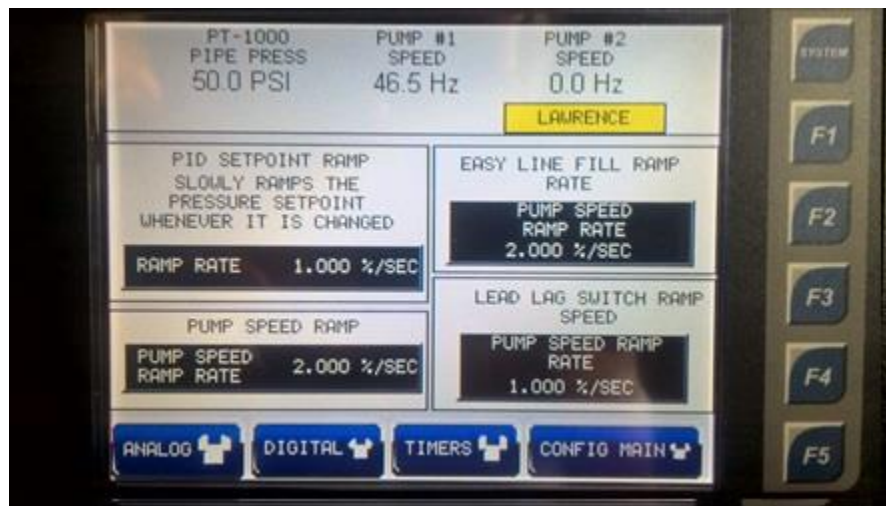 PT-1000
PIPE PRESS
50.0 PSI
PUMP #1
SPEED
46.5 Hz
PUMP #2
SPEED
0.0 Hz
LAWRENCE
PID SETPOINT RAMP
SLOWLY RAMPS THE
PRESSURE SETPOINT
WHENEVER IT IS CHANGED
RAMP RATE 1.000 %/SEC
EASY LINE FILL RAMP
RATE
PUMP SPEED
RAMP RATE
2.000 %/SEC
PUMP SPEED RAMP
PUMP SPEED
RAMP RATE
2.000 %/SEC
LEAD LAG SWITCH RAMP
SPEED
PUMP SPEED RAMP
RATE
1.000 %/SEC
ANALOG
DIGITAL
TIMERS
CONFIG MAIN
SYSTEM
F1
F2
F3
F4
F5